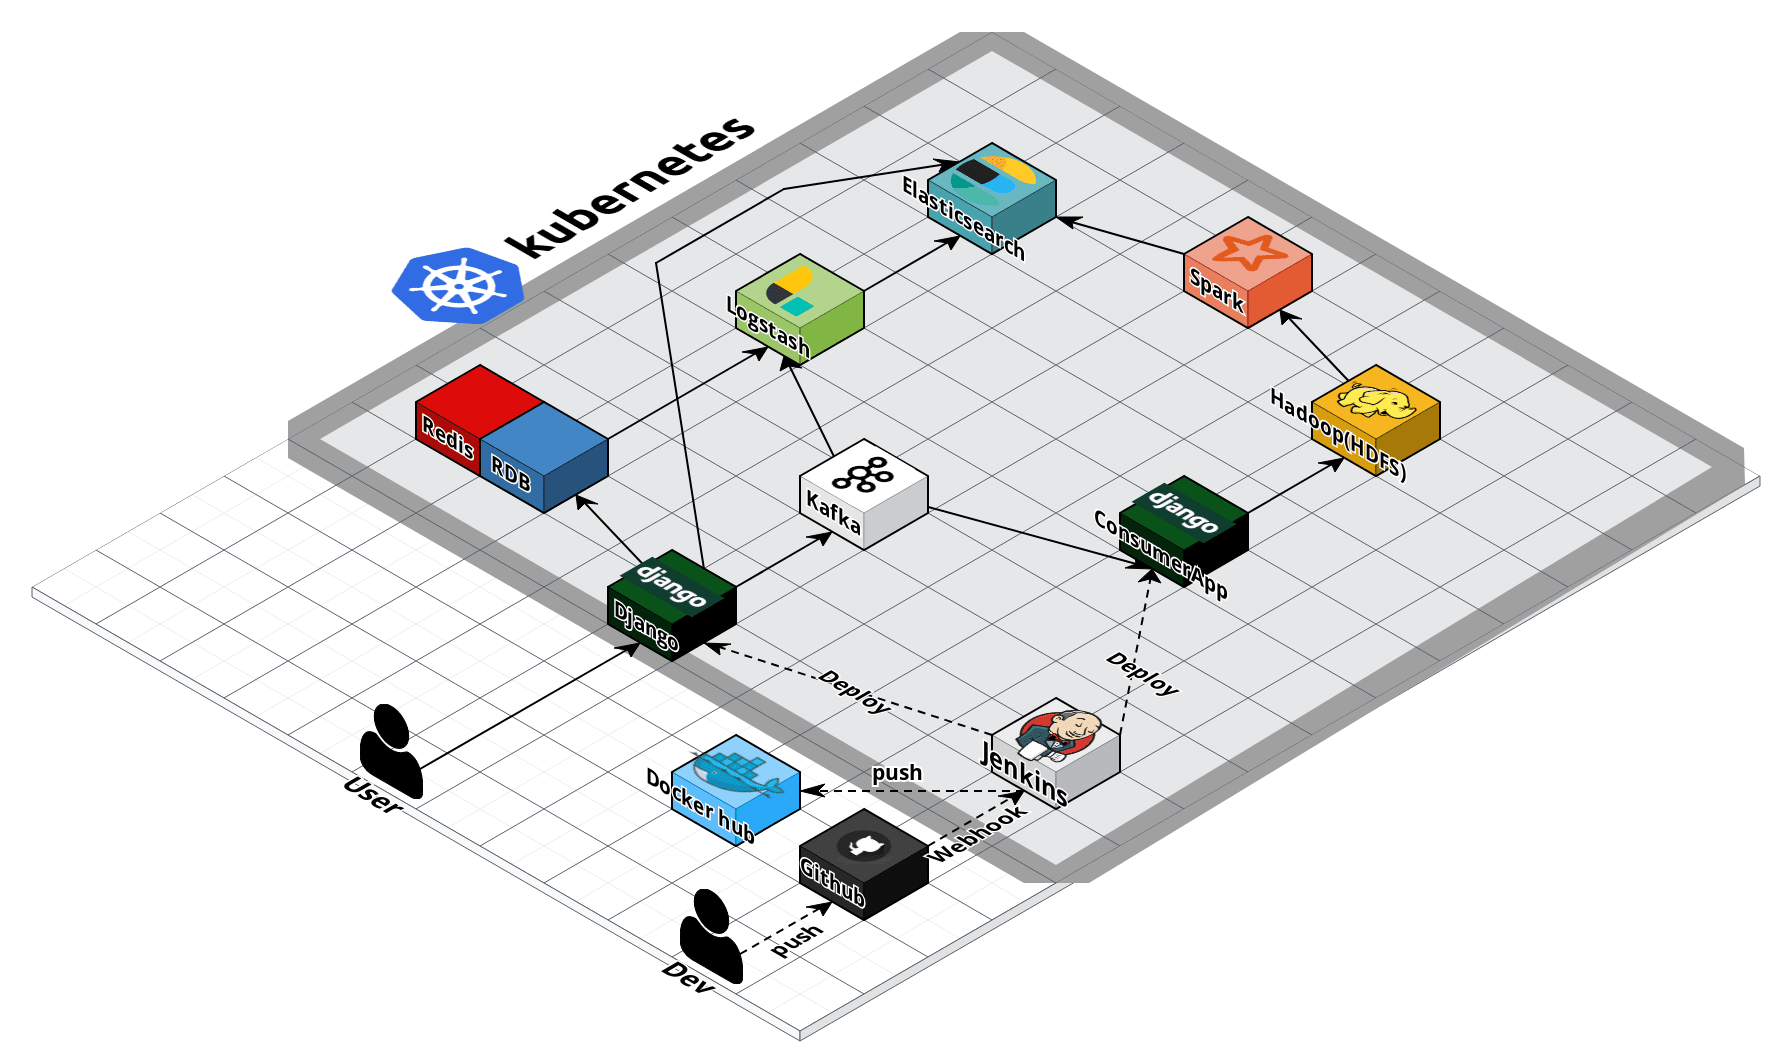 kubernetes
Elasticsearch
Spark
Logstash
Hadoop(HDFS)
Redis
RDB
Kafka
django
ConsumerApp
django
Django
Deploy
Deploy
User
Jenkins
push
Docker hub
Webhook
Github
push
Dev